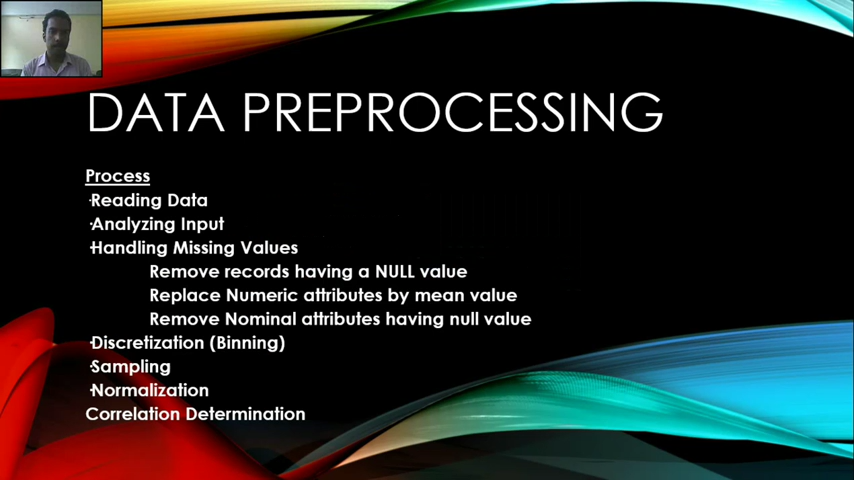 DATA PREPROCESSING
Process
·Reading Data
·Analyzing Input
·Handling Missing Values
Remove records having a NULL value
Replace Numeric attributes by mean value
Remove Nominal attributes having null value
·Discretization (Binning)
·Sampling
·Normalization
Correlation Determination